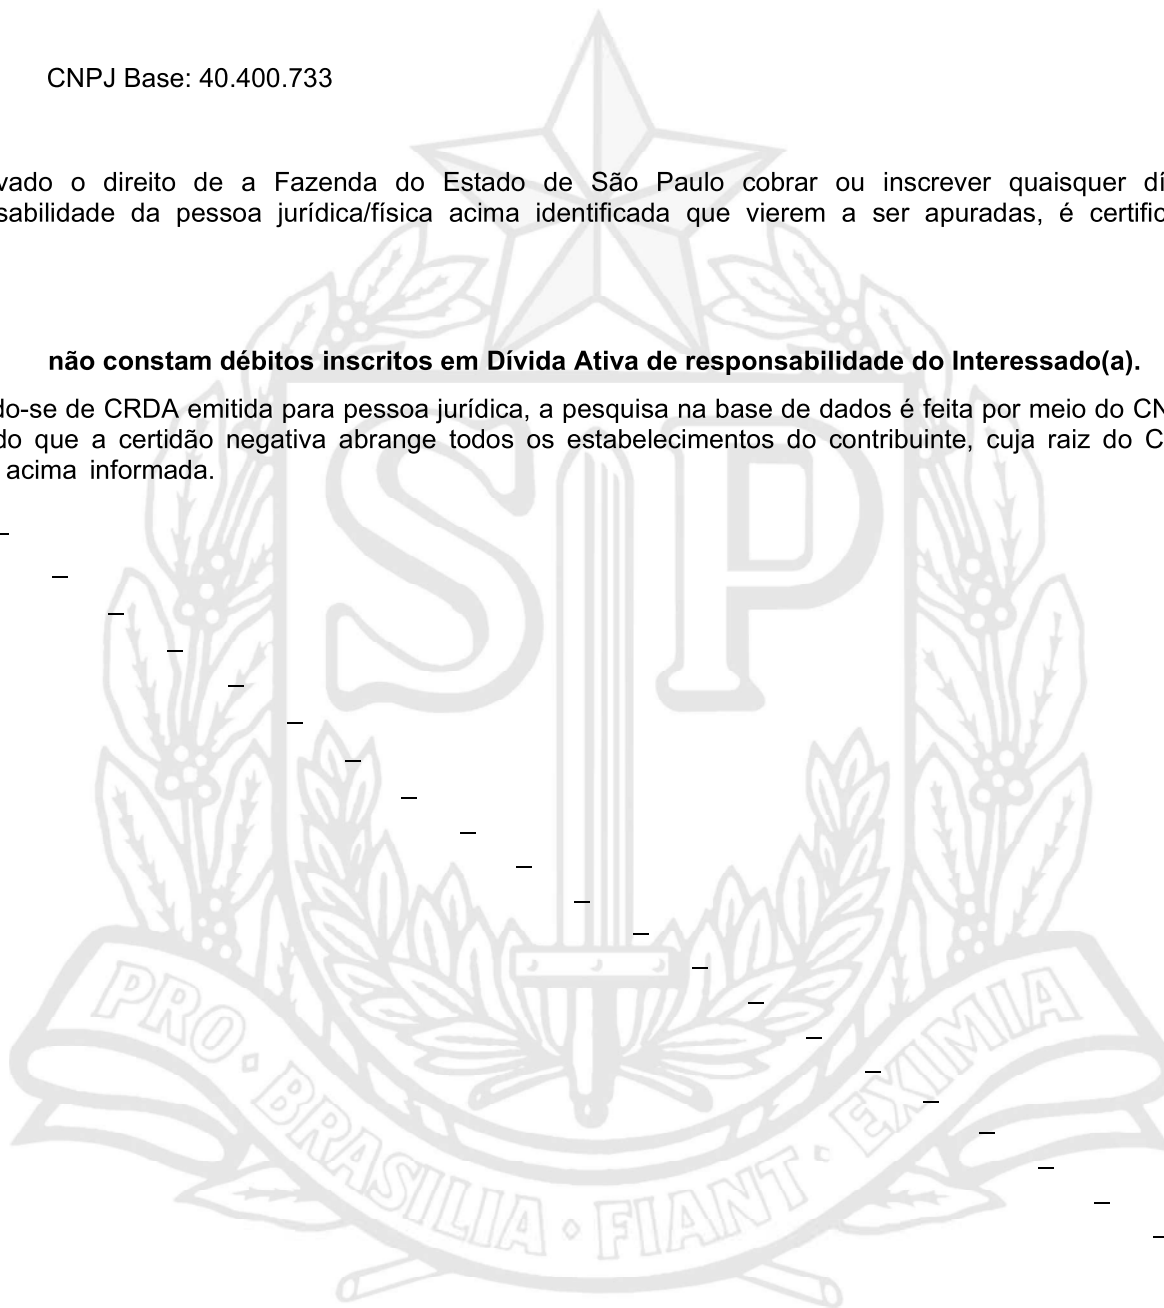 CNPJ Base: 40.400.733
vado o direito de a Fazenda do Estado de São Paulo cobrar ou inscrever quaisquer dí
sabilidade da pessoa jurídica/física acima identificada que vierem a ser apuradas, é certific
não constam débitos inscritos em Dívida Ativa de responsabilidade do Interessado(a).
do-se de CRDA emitida para pessoa jurídica, a pesquisa na base de dados é feita por meio do CN
do que a certidão negativa abrange todos os estabelecimentos do contribuinte, cuja raiz do C
acima informada.
SP
PRO BRASILIA FIANT EXIMIA